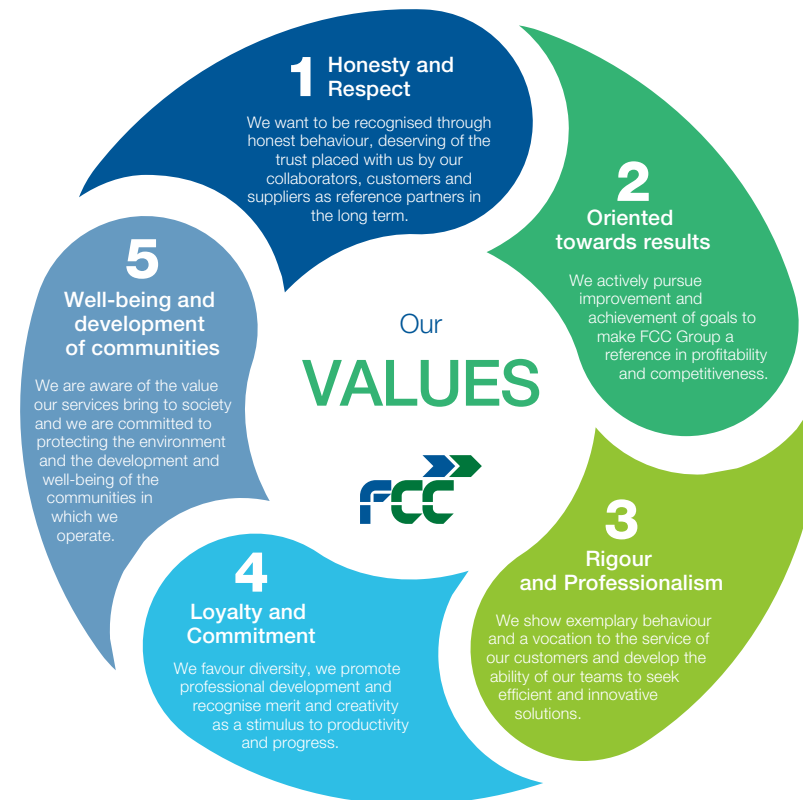 1
Honesty and
Respect
We want to be recognised through
honest behaviour, deserving of the
trust placed with us by our
collaborators, customers and
suppliers as reference partners in
the long term.
2
Oriented
towards results
We actively pursue
improvement and
achievement of goals to
make FCC Group a
reference in profitability
and competitiveness.
3
Rigour
and Professionalism
We show exemplary behaviour
and a vocation to the service of
our customers and develop the
ability of our teams to seek
efficient and innovative
solutions.
4
Loyalty and
Commitment
We favour diversity, we promote
professional development and
recognise merit and creativity
as a stimulus to productivity
and progress.
5
Well-being and
development
of communities
We are aware of the value
our services bring to society
and we are committed to
protecting the environment
and the development and
well-being of the
communities in
which we
operate.
Our
VALUES
FCC